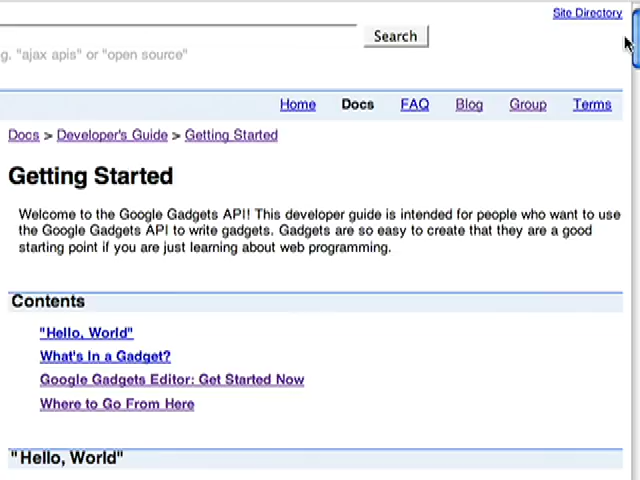 Site Directory
Search
g. "ajax apis" or "open source"
Home Docs FAQ Blog Group Terms
Docs > Developer's Guide > Getting Started
Getting Started
Welcome to the Google Gadgets API! This developer guide is intended for people who want to use
the Google Gadgets API to write gadgets. Gadgets are so easy to create that they are a good
starting point if you are just learning about web programming.
Contents
"Hello, World"
What's In a Gadget?
Google Gadgets Editor: Get Started Now
Where to Go From Here
"Hello, World"